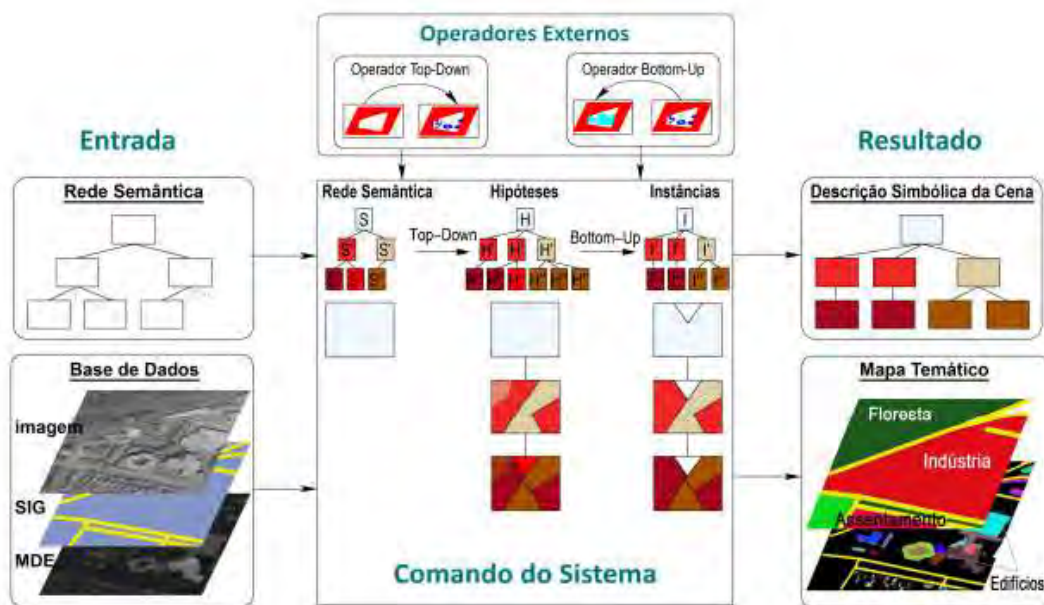 Operadores Externos
Operador Top-Down
Operador Bottom-Up
Entrada
Resultado
Rede Semântica
Rede Semântica
Hipóteses
Instâncias
Descrição Simbólica da Cena
S
H
I
S'
S'
Top-Down
H'
H'
H'
Bottom-Up
I'
I'
I'
H"
H"
H"
H"
H"
Base de Dados
imagem
SIG
MDE
Mapa Temático
Floresta
Indústria
Assentamento
Edifícios
Comando do Sistema